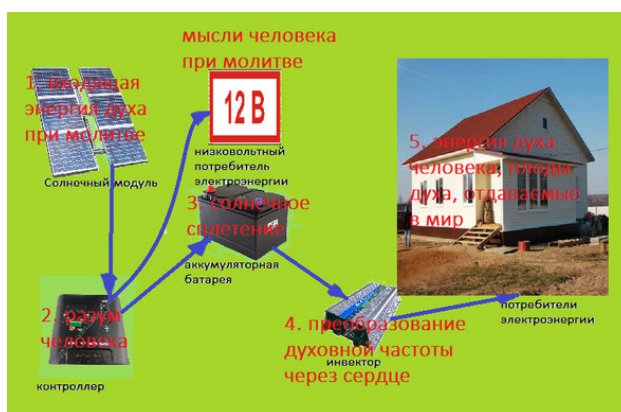 мысли человека
при молитве
1. входящая
энергия духа
при молитве
12 В
Солнечный модуль
низковольтный
потребитель
электроэнергии
3. солнечное
сплетение
аккумуляторная
батарея
5. энергия духа
человека, плоды
духа, отдаваемые
в мир
2. разум
человека
контроллер
4. преобразование
духовной частоты
через сердце
инвектор
потребители
электроэнергии